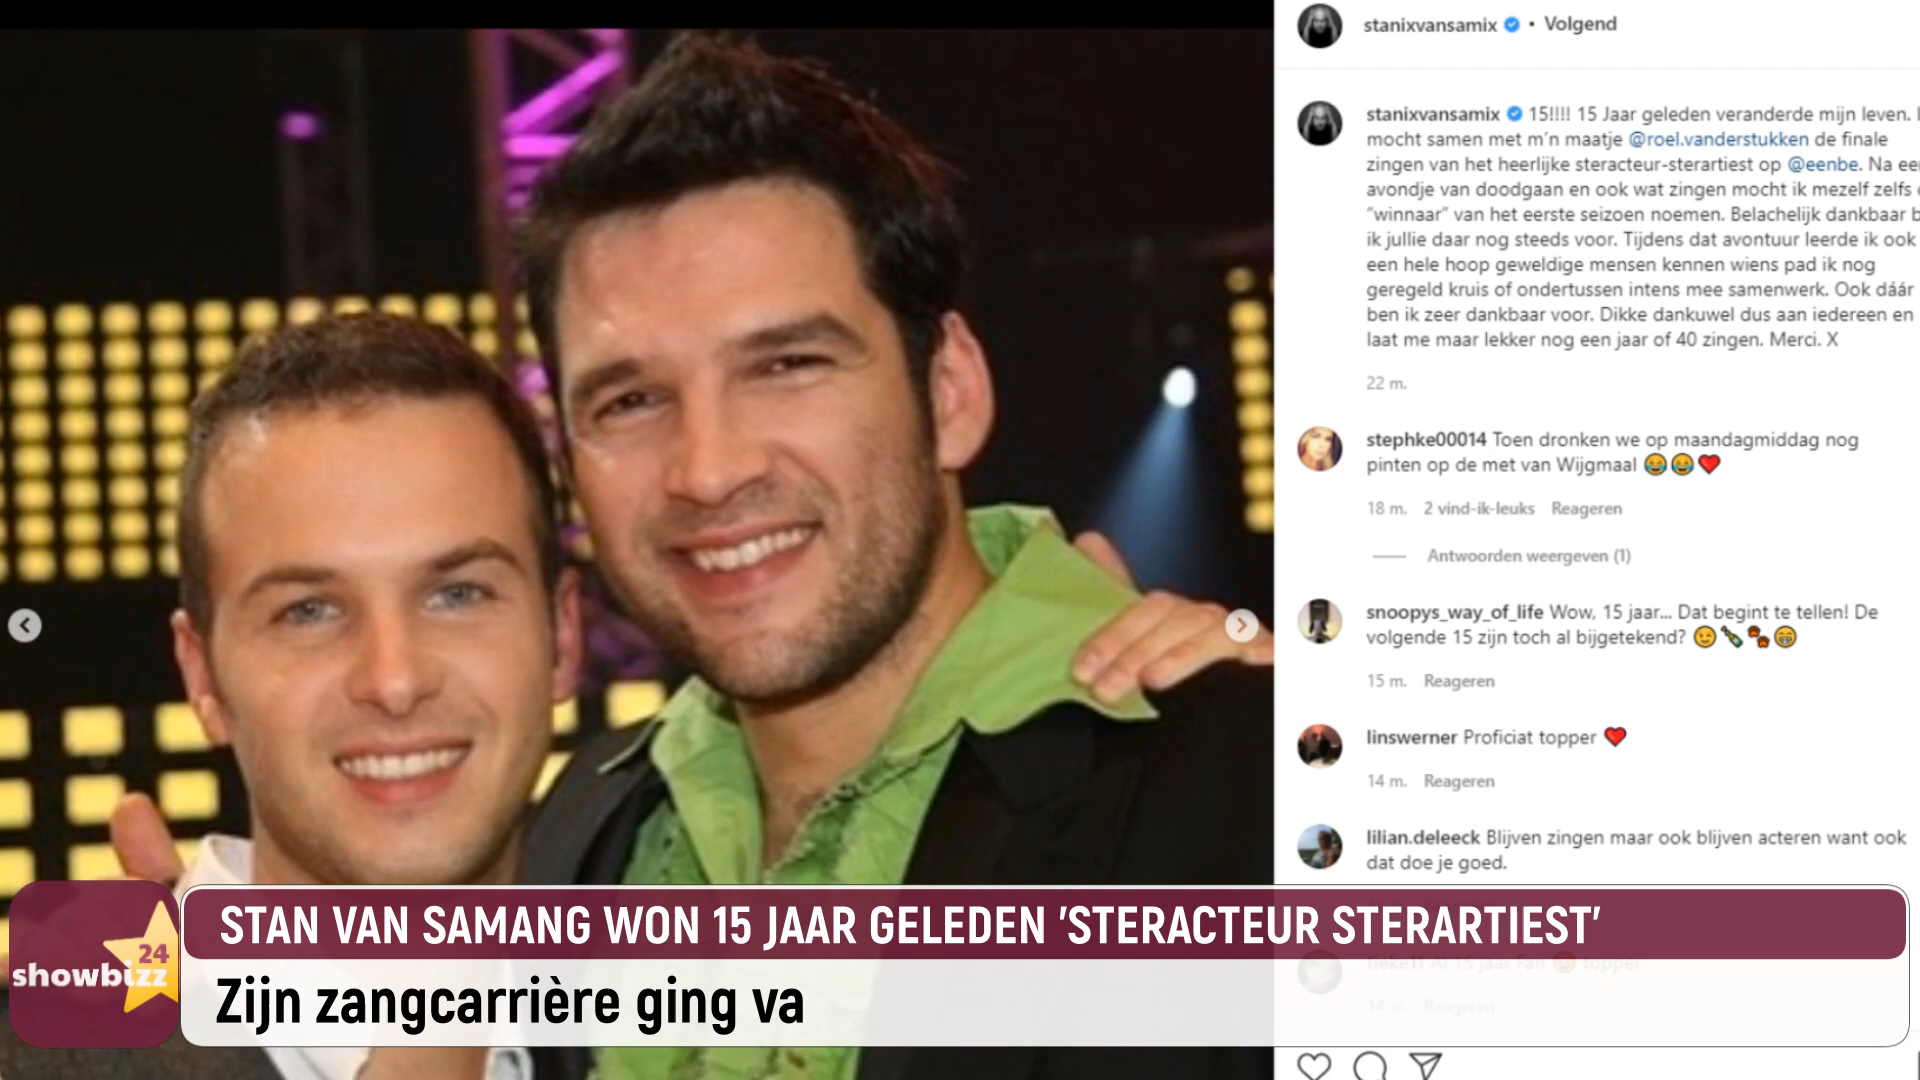 stanixvansamix • Volgend
stanixvansamix 15!!!! 15 Jaar geleden veranderde mijn leven.
mocht samen met m'n maatje @roel.vanderstukken de finale
zingen van het heerlijke steracteur-sterartiest op @eenbe. Na
avondje van doodgaan en ook wat zingen mocht ik mezelf zelfs
"winnaar" van het eerste seizoen noemen. Belachelijk dankbaar
ik jullie daar nog steeds voor. Tijdens dat avontuur leerde ik ook
een hele hoop geweldige mensen kennen wiens pad ik nog
geregeld kruis of ondertussen intens mee samenwerk. Ook dáár
ben ik zeer dankbaar voor. Dikke dankuwel dus aan iedereen en
laat me maar lekker nog een jaar of 40 zingen. Merci. X
22 m.
stephke00014 Toen dronken we op maandagmiddag nog
pinten op de met van Wijgmaal 😂😂❤️
18 m. 2 vind-ik-leuks Reageren
Antwoorden weergeven (1)
snoopys_way_of_life Wow, 15 jaar... Dat begint te tellen! De
volgende 15 zijn toch al bijgetekend? 😉🍾🐾😁
15 m. Reageren
linswerner Proficiat topper ❤️
14 m. Reageren
lilian.deleeck Blijven zingen maar ook blijven acteren want ook
dat doe je goed.
fieke11 Al 15 jaar Fan 😊 topper
14 m. Reageren
24
showbizz
STAN VAN SAMANG WON 15 JAAR GELEDEN 'STERACTEUR STERARTIEST'
Zijn zangcarrière ging va